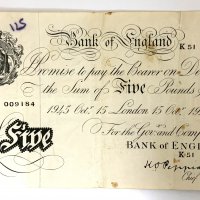 125
Bank of England
K51
Promise to pay the Bearer on De
009184
the Sum of Five Pounds
1945 Oct. 15 London 15 Oct. 19
For the Gov. and Comp
Five
BANK OF ENG
K51
K O Peppiatt
Chief